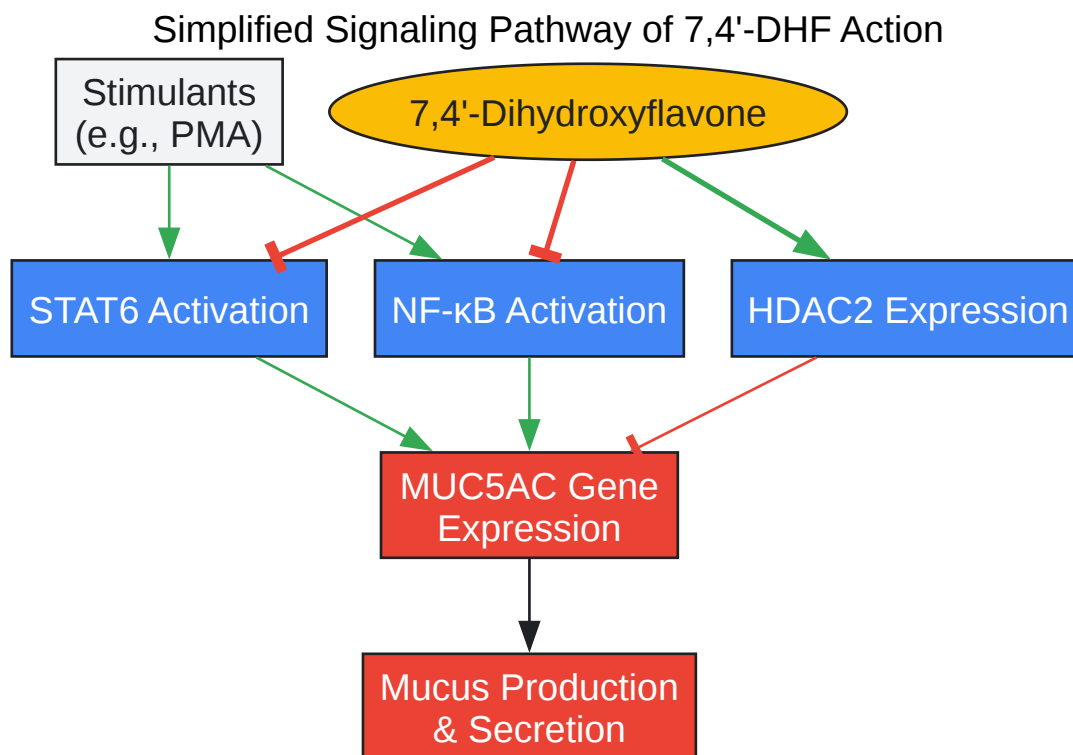 Simplified Signaling Pathway of 7,4'-DHF Action
Stimulants
(e.g., PMA)
7,4'-Dihydroxyflavone
STAT6 Activation
NF-κB Activation
HDAC2 Expression
MUC5AC Gene
Expression
Mucus Production
& Secretion